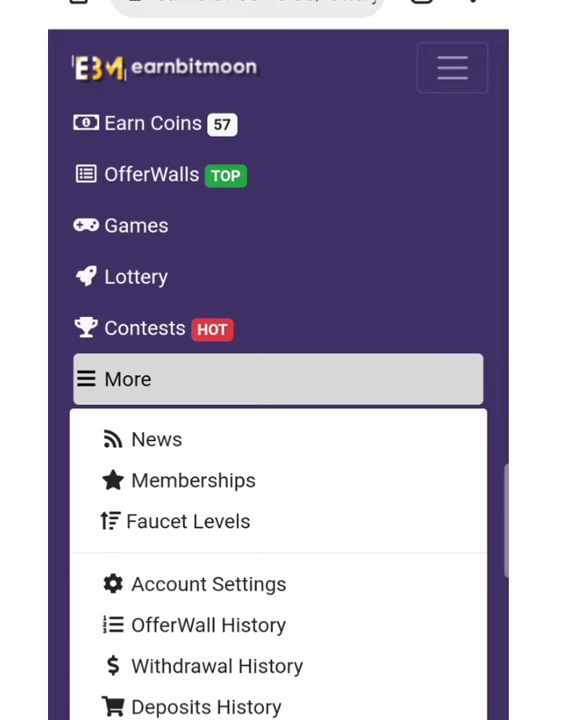 EBM earnbitmoon
Earn Coins 57
OfferWalls TOP
Games
Lottery
Contests HOT
More
News
Memberships
Faucet Levels
Account Settings
OfferWall History
Withdrawal History
Deposits History